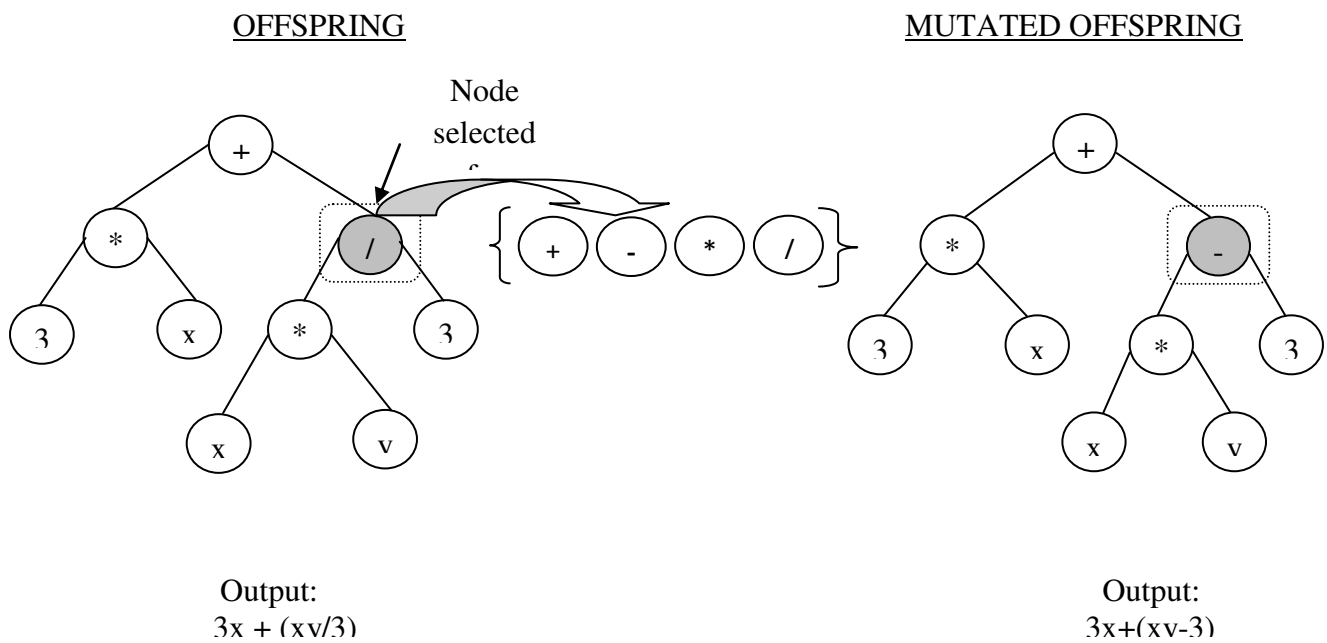 OFFSPRING
MUTATED OFFSPRING
Node
selected
+
*
/
3
x
*
3
x
+ - * /
+
*
-
3
x
*
3
x
Output:
3x + (xy/3)
Output:
3x+(xy-3)